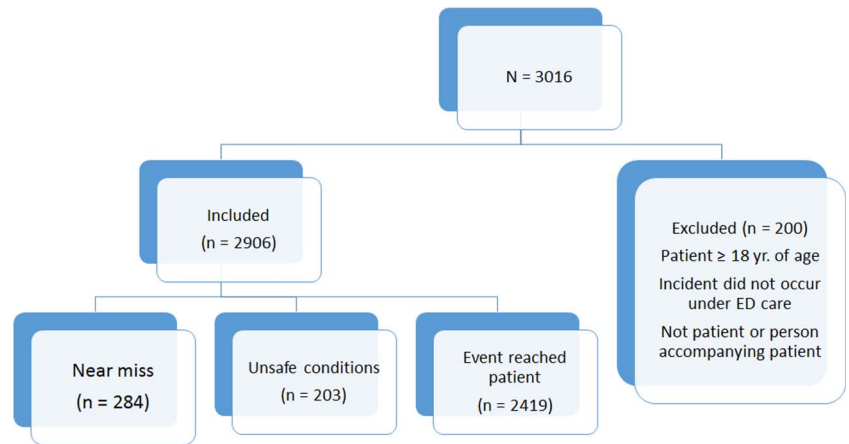 N = 3016
Included
(n = 2906)
Excluded (n = 200)
Patient ≥ 18 yr. of age
Incident did not occur
under ED care
Not patient or person
accompanying patient
Near miss
(n = 284)
Unsafe conditions
(n = 203)
Event reached
patient
(n = 2419)